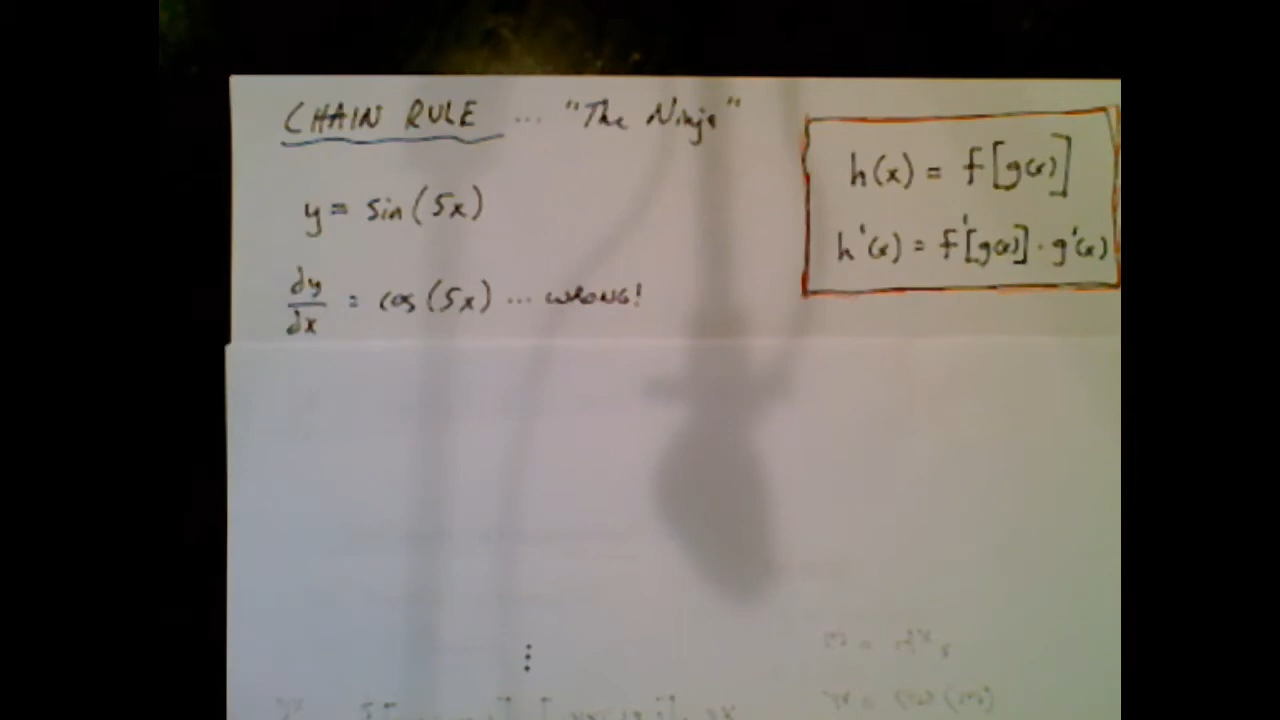 CHAIN RULE ... "The Ninja"
y = sin(5x)
dy/dx = cos(5x) ... WRONG!
h(x) = f[g(x)]
h'(x) = f'[g(x)] · g'(x)